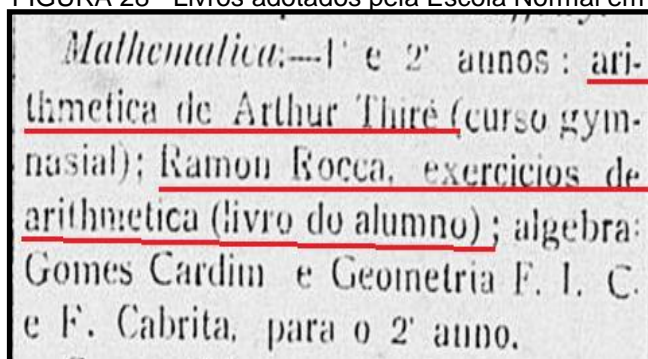 FIGURA 28 - Livros adotados pela Escola Normal em
Mathematica:—1º e 2º annos : ari-
thmetica de Arthur Thiré (curso gym-
nasial); Ramon Rocca, exercicios de
arithmetica (livro do alumno) ; algebra:
Gomes Cardim e Geometria F. I. C.
e F. Cabrita, para o 2º anno.